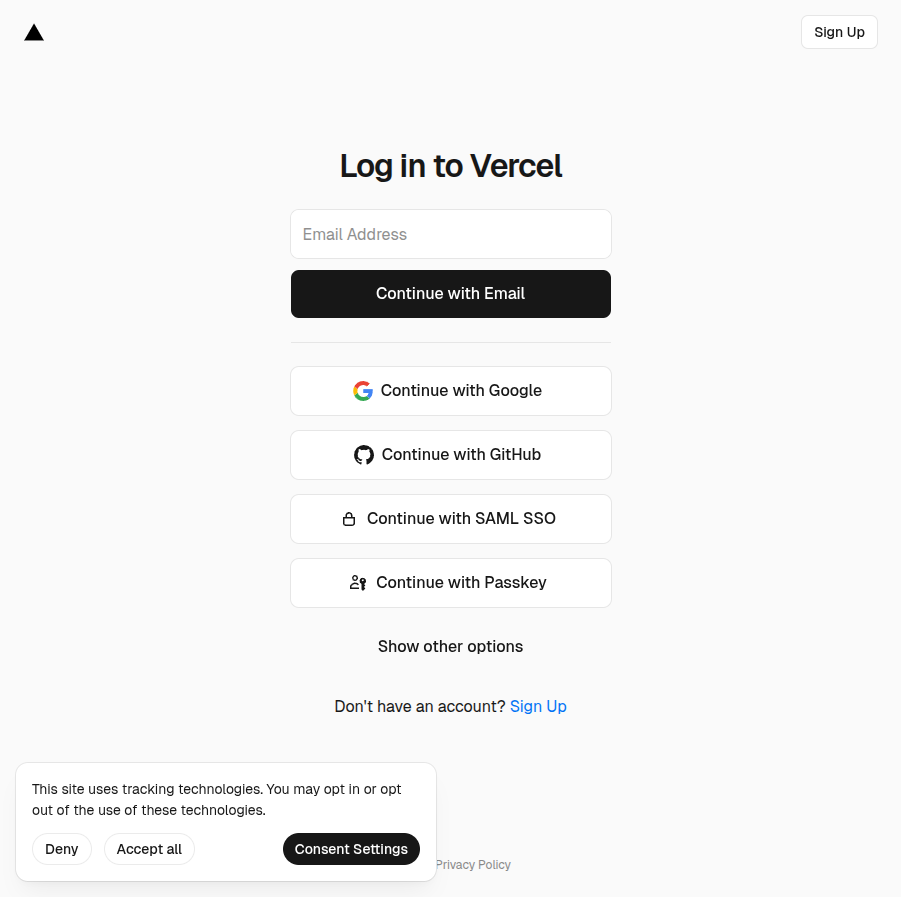 Sign Up
Log in to Vercel
Email Address
Continue with Email
Continue with Google
Continue with GitHub
Continue with SAML SSO
Continue with Passkey
Show other options
Don't have an account? Sign Up
This site uses tracking technologies. You may opt in or opt
out of the use of these technologies.
Deny
Accept all
Consent Settings
Privacy Policy